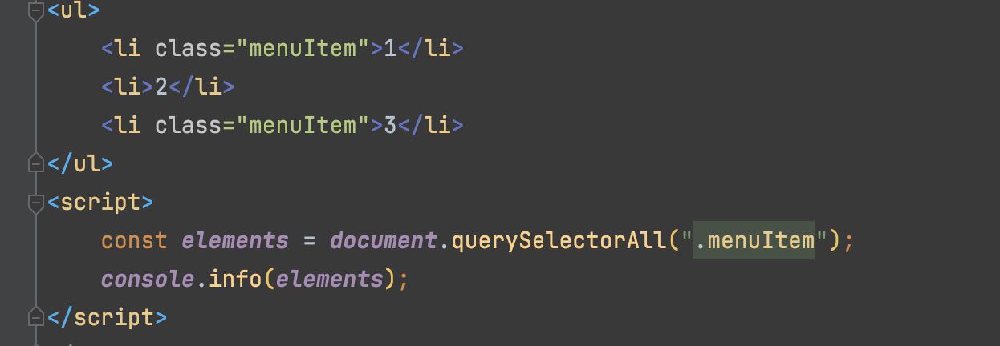 <ul>
<li class="menuItem">1</li>
<li>2</li>
<li class="menuItem">3</li>
</ul>
<script>
const elements = document.querySelectorAll(".menuItem");
console.info(elements);
</script>